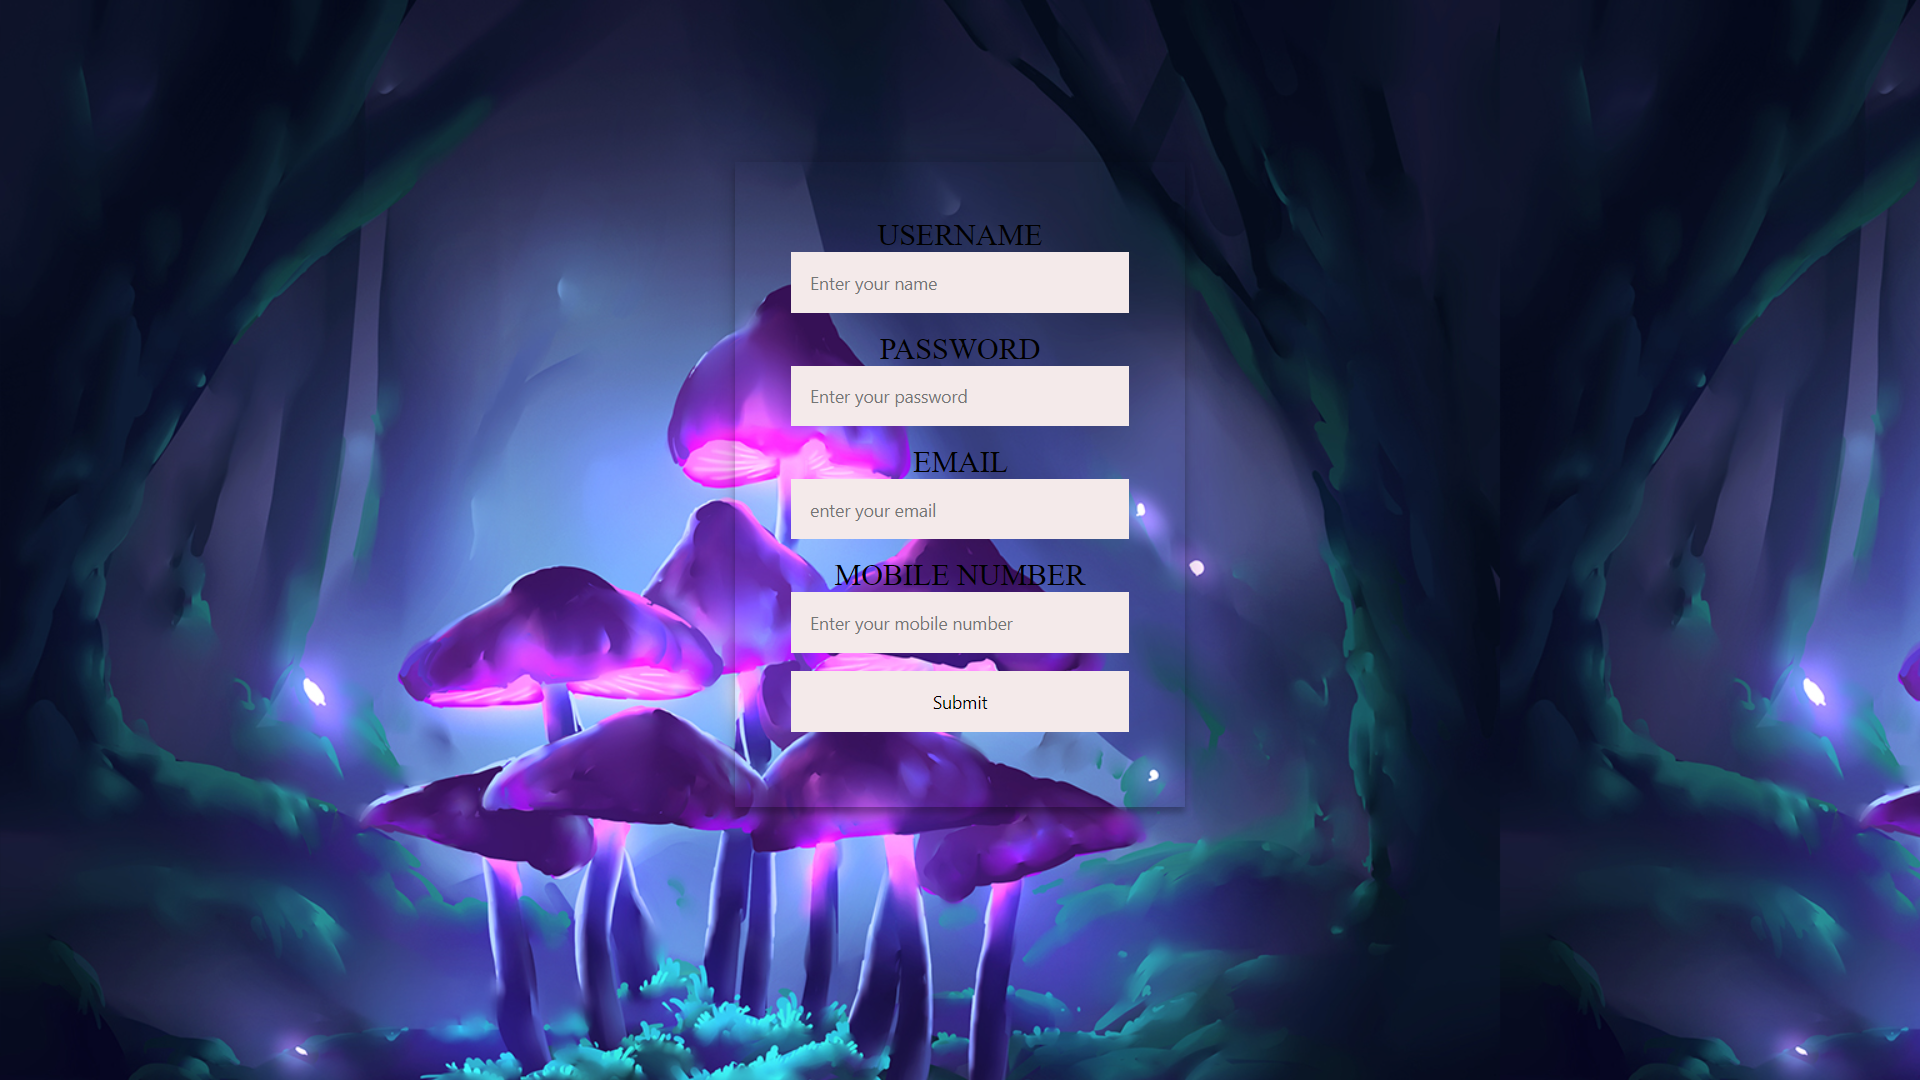 USERNAME
Enter your name
PASSWORD
Enter your password
EMAIL
enter your email
MOBILE NUMBER
Enter your mobile number
Submit